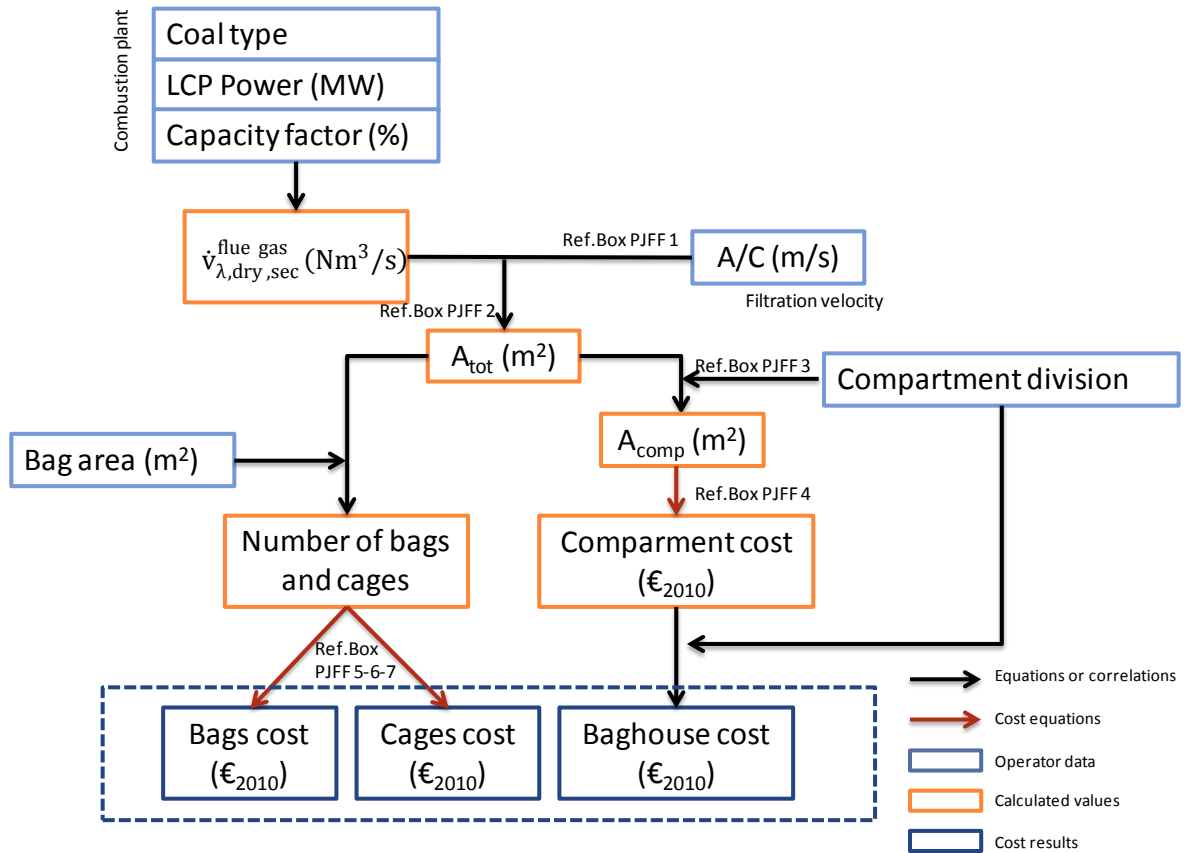 Combustion plant
Coal type
LCP Power (MW)
Capacity factor (%)
v̇ flue gas λ,dry,sec (Nm³/s)
Ref.Box PJFF 1
A/C (m/s)
Filtration velocity
Ref.Box PJFF 2
A_tot (m²)
Ref.Box PJFF 3
Compartment division
A_comp (m²)
Bag area (m²)
Ref.Box PJFF 4
Number of bags
and cages
Comparment cost
(€₂₀₁₀)
Ref.Box
PJFF 5-6-7
Bags cost
(€₂₀₁₀)
Cages cost
(€₂₀₁₀)
Baghouse cost
(€₂₀₁₀)
Equations or correlations
Cost equations
Operator data
Calculated values
Cost results